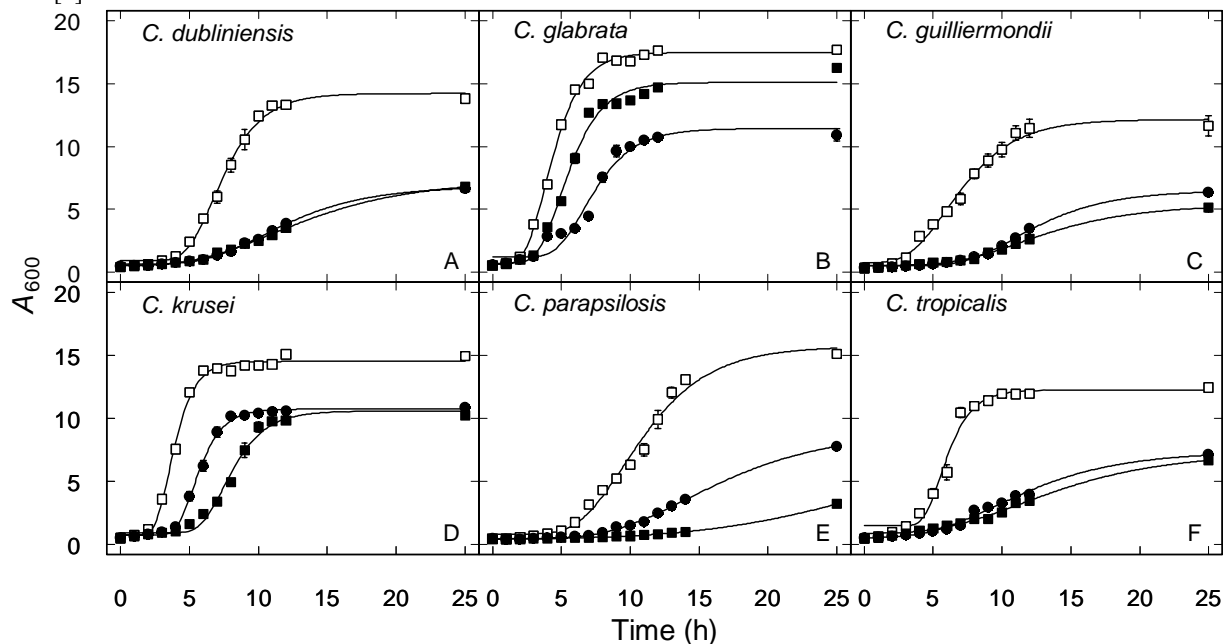 20 C. dubliniensis C. glabrata C. guilliermondii
15
10
5
0 A B C
A600
20 C. krusei C. parapsilosis C. tropicalis
15
10
5
0 D E F
0 5 10 15 20 25 0 5 10 15 20 25 0 5 10 15 20 25
Time (h)